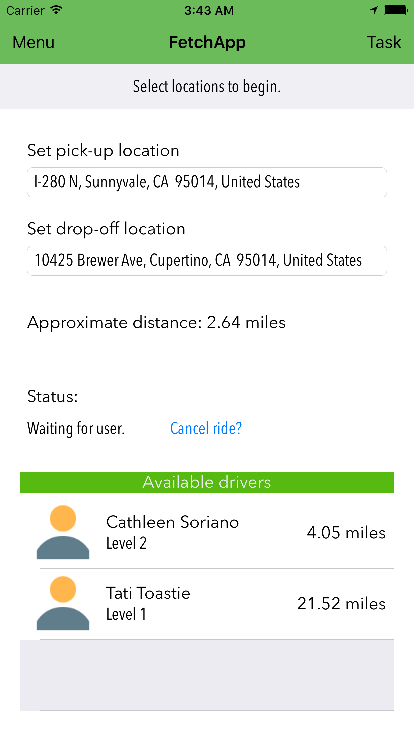 Carrier 3:43 AM
Menu FetchApp Task
Select locations to begin.
Set pick-up location
I-280 N, Sunnyvale, CA  95014, United States
Set drop-off location
10425 Brewer Ave, Cupertino, CA  95014, United States
Approximate distance: 2.64 miles
Status:
Waiting for user. Cancel ride?
Available drivers
Cathleen Soriano
Level 2
4.05 miles
Tati Toastie
Level 1
21.52 miles